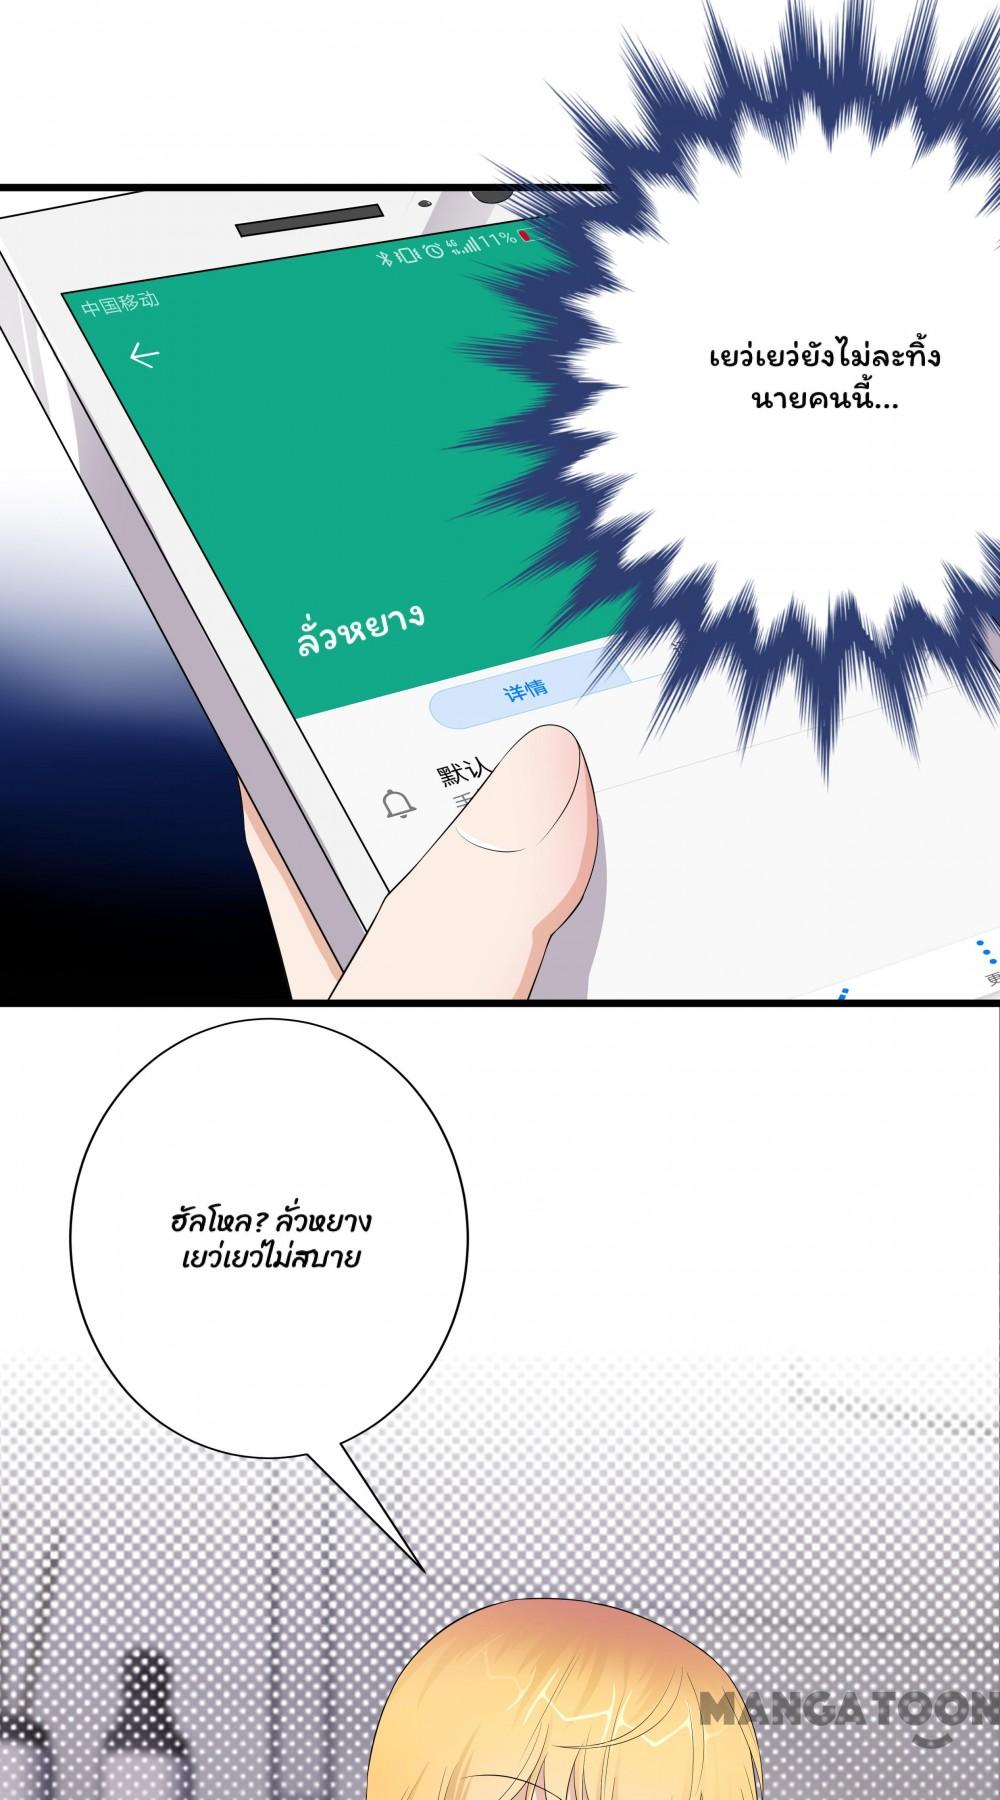 中国移动
11%
เยว่เยว่ยังไม่ละทิ้ง
นายคนนี้...
ลั่วหยาง
详情
默认
更
ฮัลโหล? ลั่วหยาง
เยว่เยว่ไม่สบาย
MANGATOON